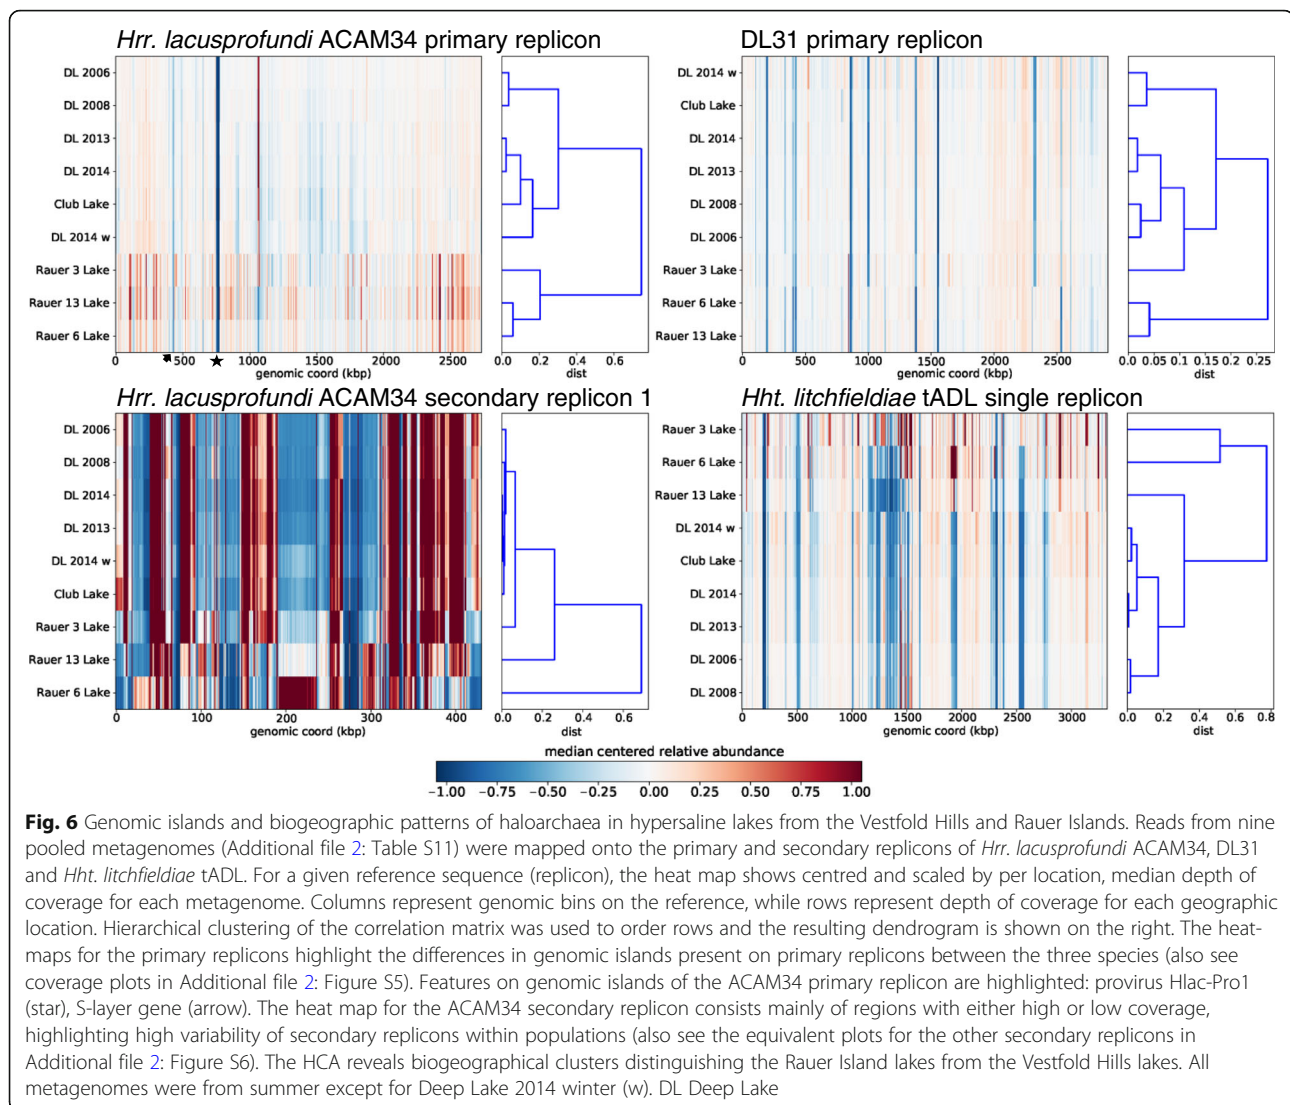 Hrr. lacusprofundi ACAM34 primary replicon
DL 2006
DL 2008
DL 2013
DL 2014
Club Lake
DL 2014 w
Rauer 3 Lake
Rauer 13 Lake
Rauer 6 Lake
0 500 1000 1500 2000 2500
genomic coord (kbp)
0.0 0.2 0.4 0.6
dist
DL31 primary replicon
DL 2014 w
Club Lake
DL 2014
DL 2013
DL 2008
DL 2006
Rauer 3 Lake
Rauer 6 Lake
Rauer 13 Lake
0 500 1000 1500 2000 2500
genomic coord (kbp)
0.0 0.05 0.1 0.15 0.2 0.25
dist
Hrr. lacusprofundi ACAM34 secondary replicon 1
DL 2006
DL 2008
DL 2014
DL 2013
DL 2014 w
Club Lake
Rauer 3 Lake
Rauer 13 Lake
Rauer 6 Lake
0 100 200 300 400
genomic coord (kbp)
0.0 0.2 0.4 0.6
dist
Hht. litchfieldiae tADL single replicon
Rauer 3 Lake
Rauer 6 Lake
Rauer 13 Lake
DL 2014 w
Club Lake
DL 2014
DL 2013
DL 2006
DL 2008
0 500 1000 1500 2000 2500 3000
genomic coord (kbp)
0.0 0.2 0.4 0.6 0.8
dist
median centered relative abundance
−1.00 −0.75 −0.50 −0.25 0.00 0.25 0.50 0.75 1.00
Fig. 6 Genomic islands and biogeographic patterns of haloarchaea in hypersaline lakes from the Vestfold Hills and Rauer Islands. Reads from nine
pooled metagenomes (Additional file 2: Table S11) were mapped onto the primary and secondary replicons of Hrr. lacusprofundi ACAM34, DL31
and Hht. litchfieldiae tADL. For a given reference sequence (replicon), the heat map shows centred and scaled by per location, median depth of
coverage for each metagenome. Columns represent genomic bins on the reference, while rows represent depth of coverage for each geographic
location. Hierarchical clustering of the correlation matrix was used to order rows and the resulting dendrogram is shown on the right. The heat-
maps for the primary replicons highlight the differences in genomic islands present on primary replicons between the three species (also see
coverage plots in Additional file 2: Figure S5). Features on genomic islands of the ACAM34 primary replicon are highlighted: provirus Hlac-Pro1
(star), S-layer gene (arrow). The heat map for the ACAM34 secondary replicon consists mainly of regions with either high or low coverage,
highlighting high variability of secondary replicons within populations (also see the equivalent plots for the other secondary replicons in
Additional file 2: Figure S6). The HCA reveals biogeographical clusters distinguishing the Rauer Island lakes from the Vestfold Hills lakes. All
metagenomes were from summer except for Deep Lake 2014 winter (w). DL Deep Lake